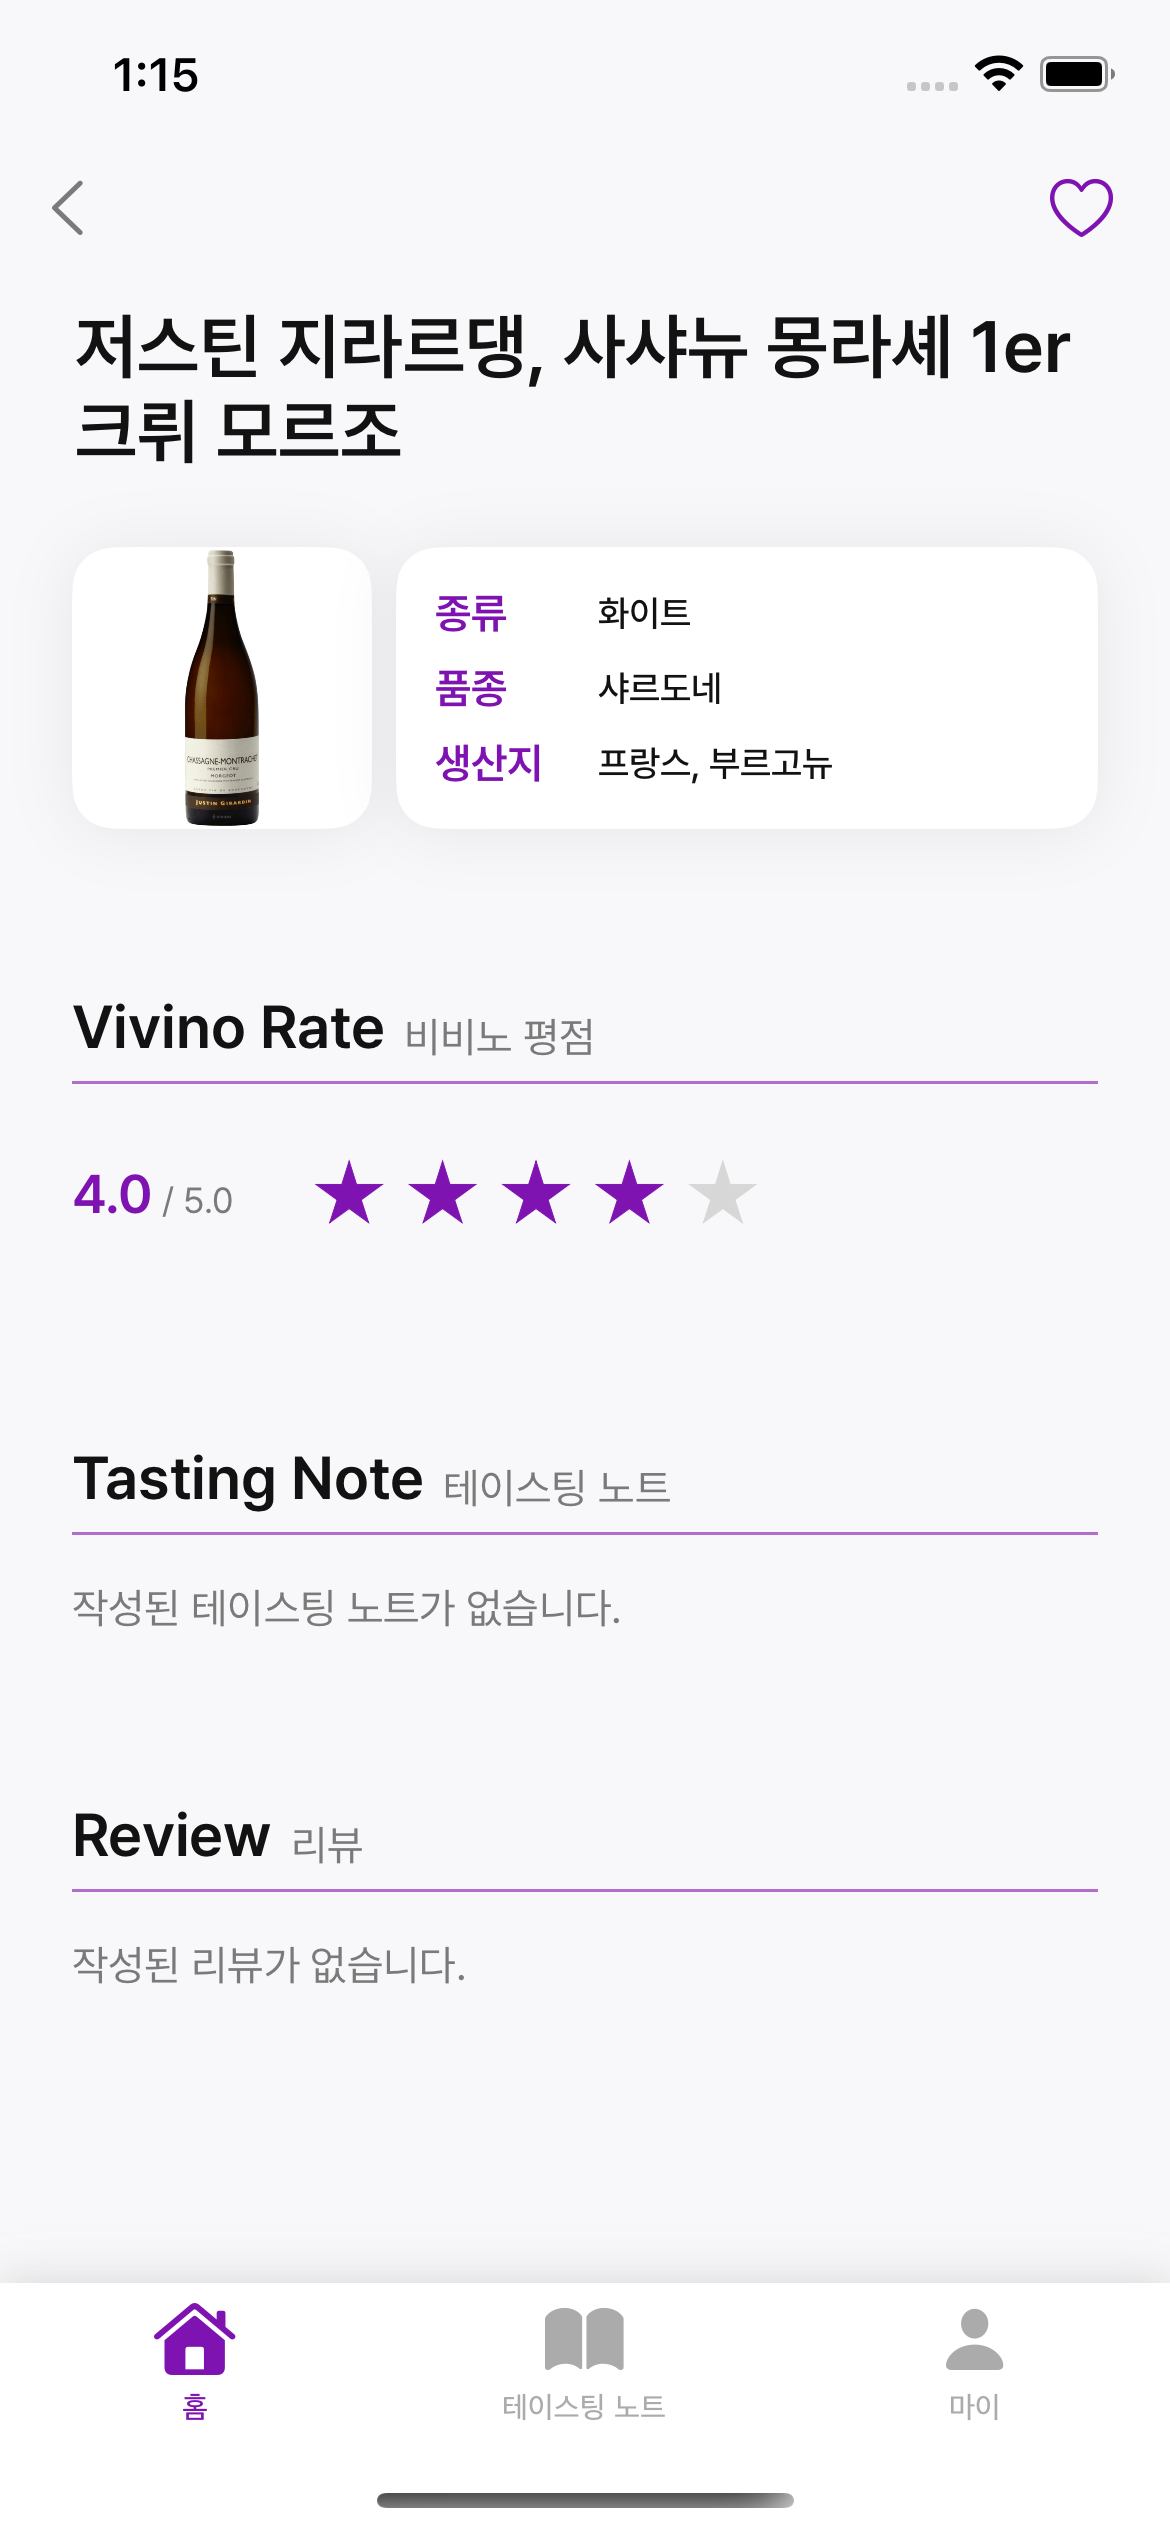 1:15
저스틴 지라르댕, 사샤뉴 몽라셰 1er
크뤼 모르조
CHASSAGNE-MONTRACHET
PREMIER CRU
MORGEOT
JUSTIN GIRARDIN
종류 화이트
품종 샤르도네
생산지 프랑스, 부르고뉴
Vivino Rate 비비노 평점
4.0 / 5.0
Tasting Note 테이스팅 노트
작성된 테이스팅 노트가 없습니다.
Review 리뷰
작성된 리뷰가 없습니다.
홈 테이스팅 노트 마이